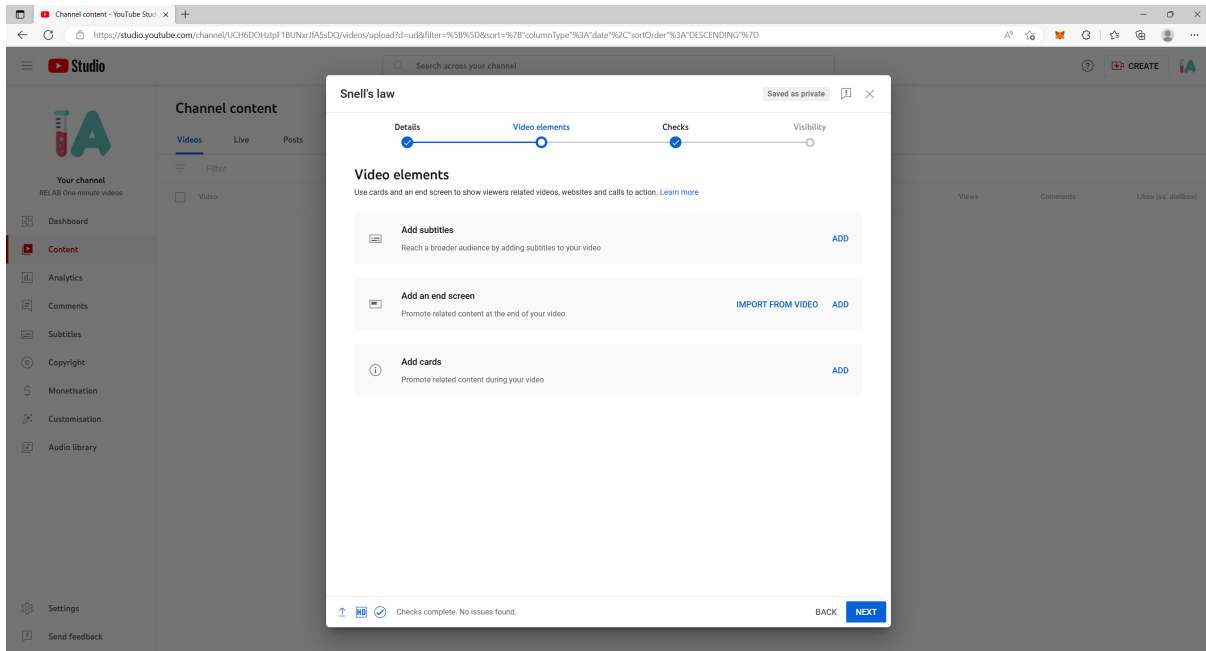 Channel content - YouTube Studi
https://studio.youtube.com/channel/UCH6DOHzIpF1BUNxrJfA5sDQ/videos/upload?d=ud&filter=%5B%5D&sort=%7B"columnType"%3A"date"%2C"sortOrder"%3A"DESCENDING"%7D
Studio
Search across your channel
CREATE
Your channel
RELAB One-minute videos
Dashboard
Content
Analytics
Comments
Subtitles
Copyright
Monetisation
Customisation
Audio library
Settings
Send feedback
Channel content
Videos Live Posts
Filter
Video
Views Comments Likes (vs. dislikes)
Snell's law
Saved as private
Details Video elements Checks Visibility
Video elements
Use cards and an end screen to show viewers related videos, websites and calls to action. Learn more
Add subtitles
Reach a broader audience by adding subtitles to your video
ADD
Add an end screen
Promote related content at the end of your video
IMPORT FROM VIDEO ADD
Add cards
Promote related content during your video
ADD
HD Checks complete. No issues found.
BACK NEXT